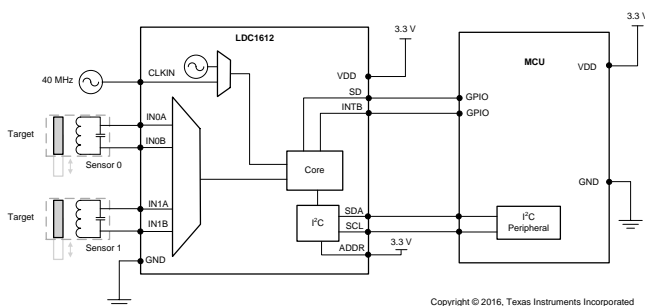 3.3 V
3.3 V
LDC1612
MCU
40 MHz
CLKIN
VDD
VDD
SD
GPIO
INTB
GPIO
Target
IN0A
IN0B
Sensor 0
Core
GND
Target
IN1A
IN1B
Sensor 1
I²C
SDA
SCL
ADDR
3.3 V
I²C
Peripheral
GND
Copyright © 2016, Texas Instruments Incorporated